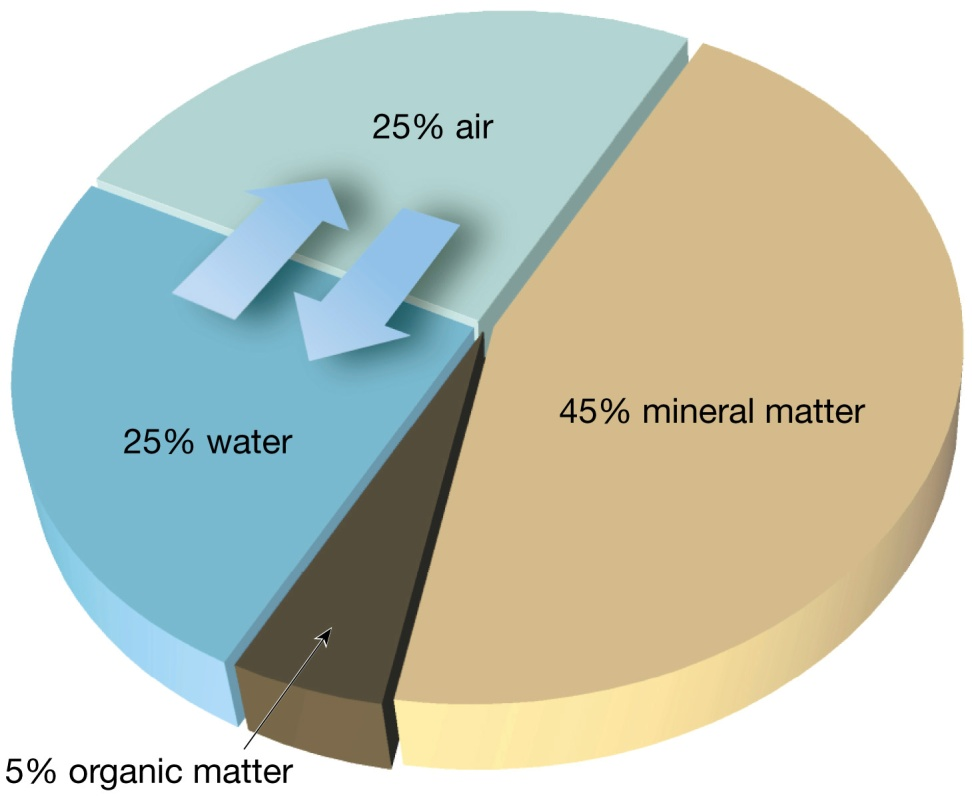 25% air
45% mineral matter
25% water
5% organic matter